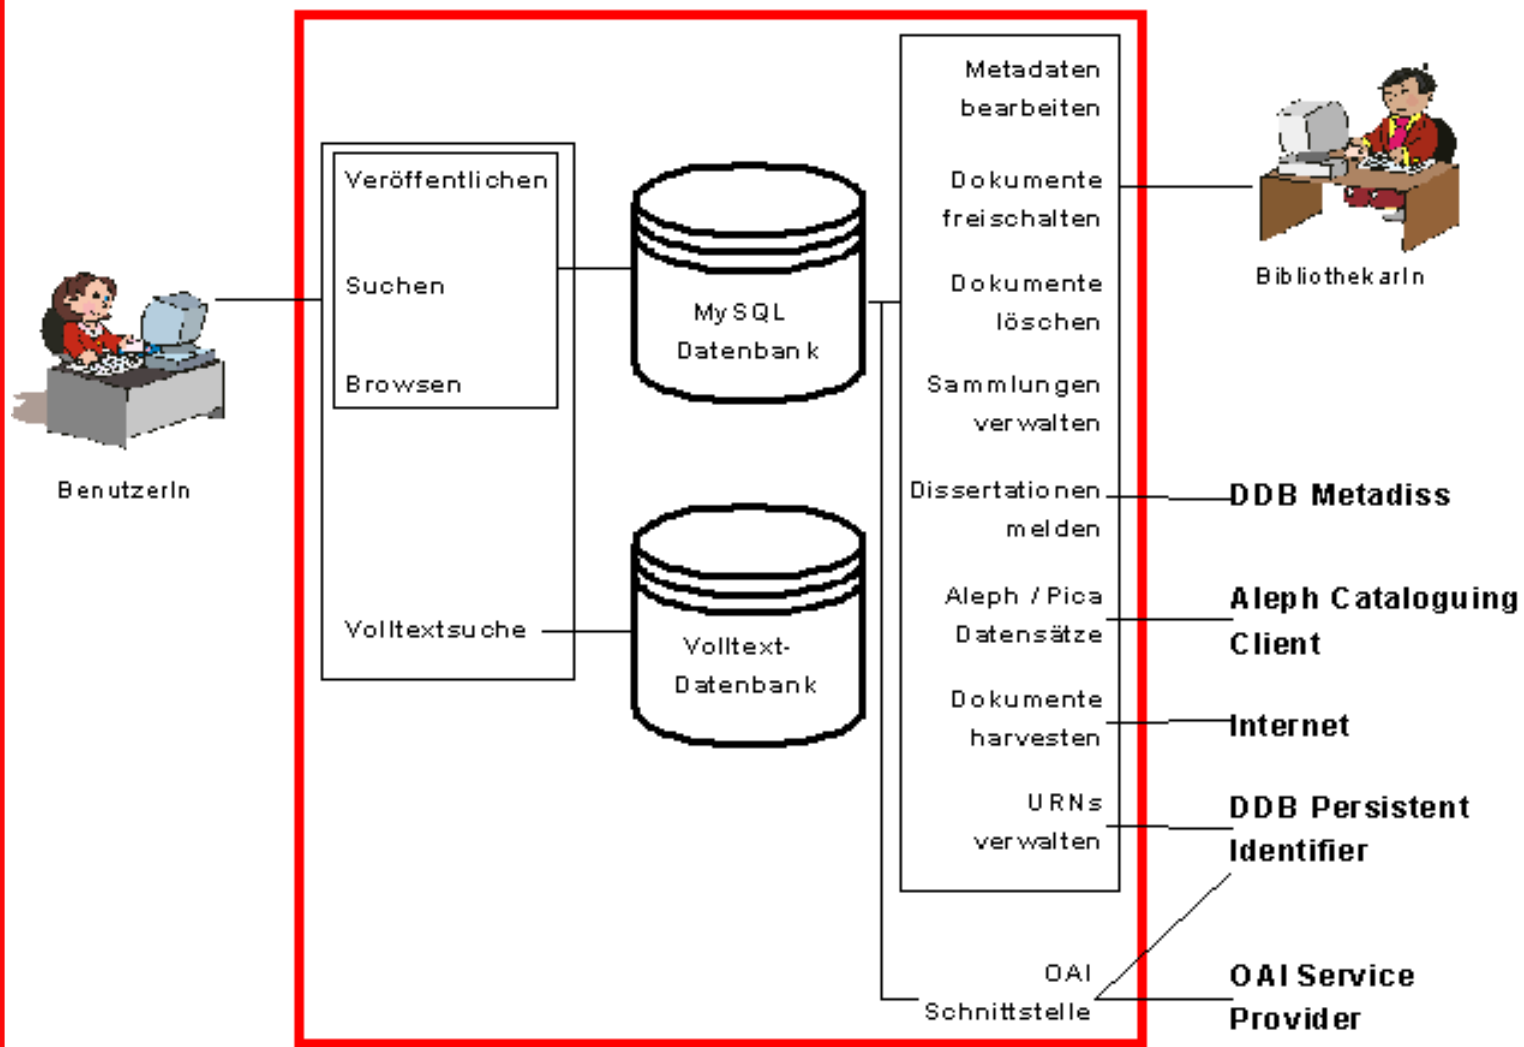 Metadaten
bearbeiten
Veröffentlichen
Dokumente
freischalten
Suchen
BibliothekarIn
Dokumente
löschen
MySQL
Datenbank
Browsen
Sammlungen
verwalten
BenutzerIn
Dissertationen
melden
DDB Metadiss
Aleph / Pica
Datensätze
Aleph Cataloguing
Client
Volltextsuche
Volltext-
Datenbank
Dokumente
harvesten
Internet
URNs
verwalten
DDB Persistent
Identifier
OAI
Schnittstelle
OAI Service
Provider